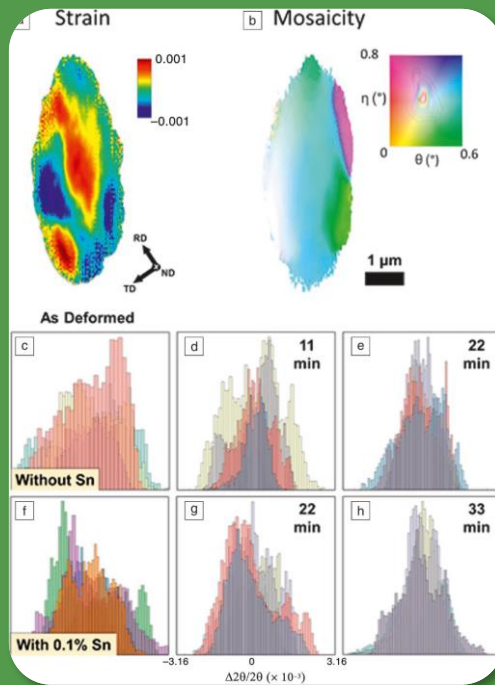 a Strain
b Mosaicity
0.001
−0.001
0.8
η (°)
0
θ (°)
0.6
RD
ND
TD
1 μm
As Deformed
c
d
11
min
e
22
min
Without Sn
f
g
22
min
h
33
min
With 0.1% Sn
−3.16
0
3.16
Δ2θ/2θ (× 10⁻³)